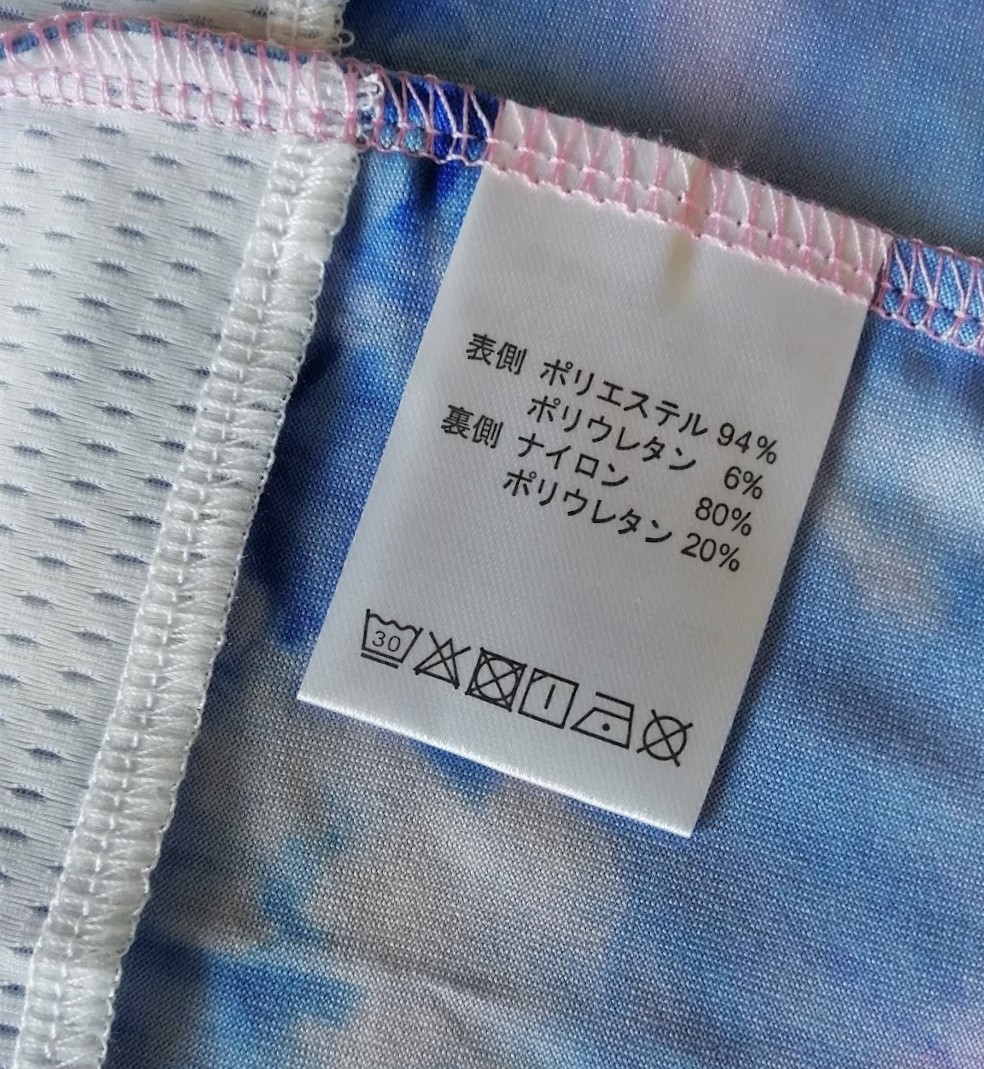 表側 ポリエステル 94%
ポリウレタン 6%
裏側 ナイロン 80%
ポリウレタン 20%
30